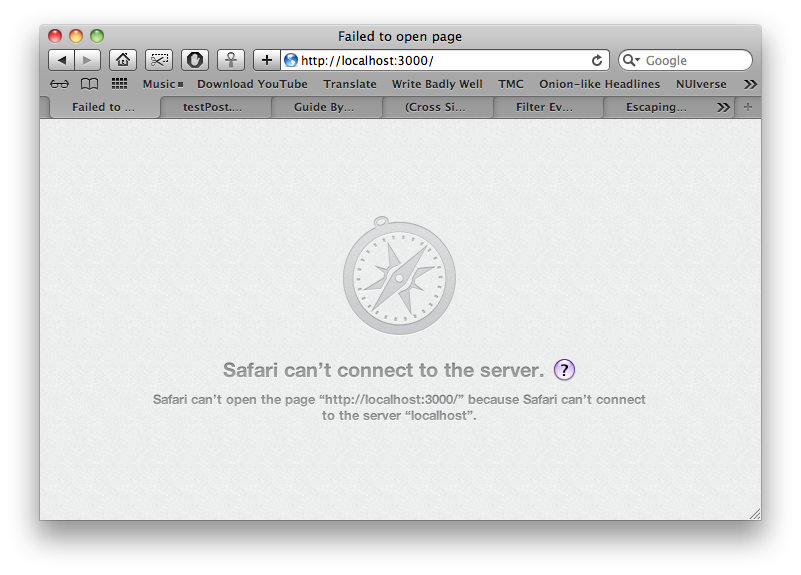 Failed to open page
http://localhost:3000/
Google
Music Download YouTube Translate Write Badly Well TMC Onion-like Headlines NUIverse
Failed to ... testPost.... Guide By... (Cross Si... Filter Ev... Escaping...
Safari can’t connect to the server. ?
Safari can’t open the page “http://localhost:3000/” because Safari can’t connect
to the server “localhost”.